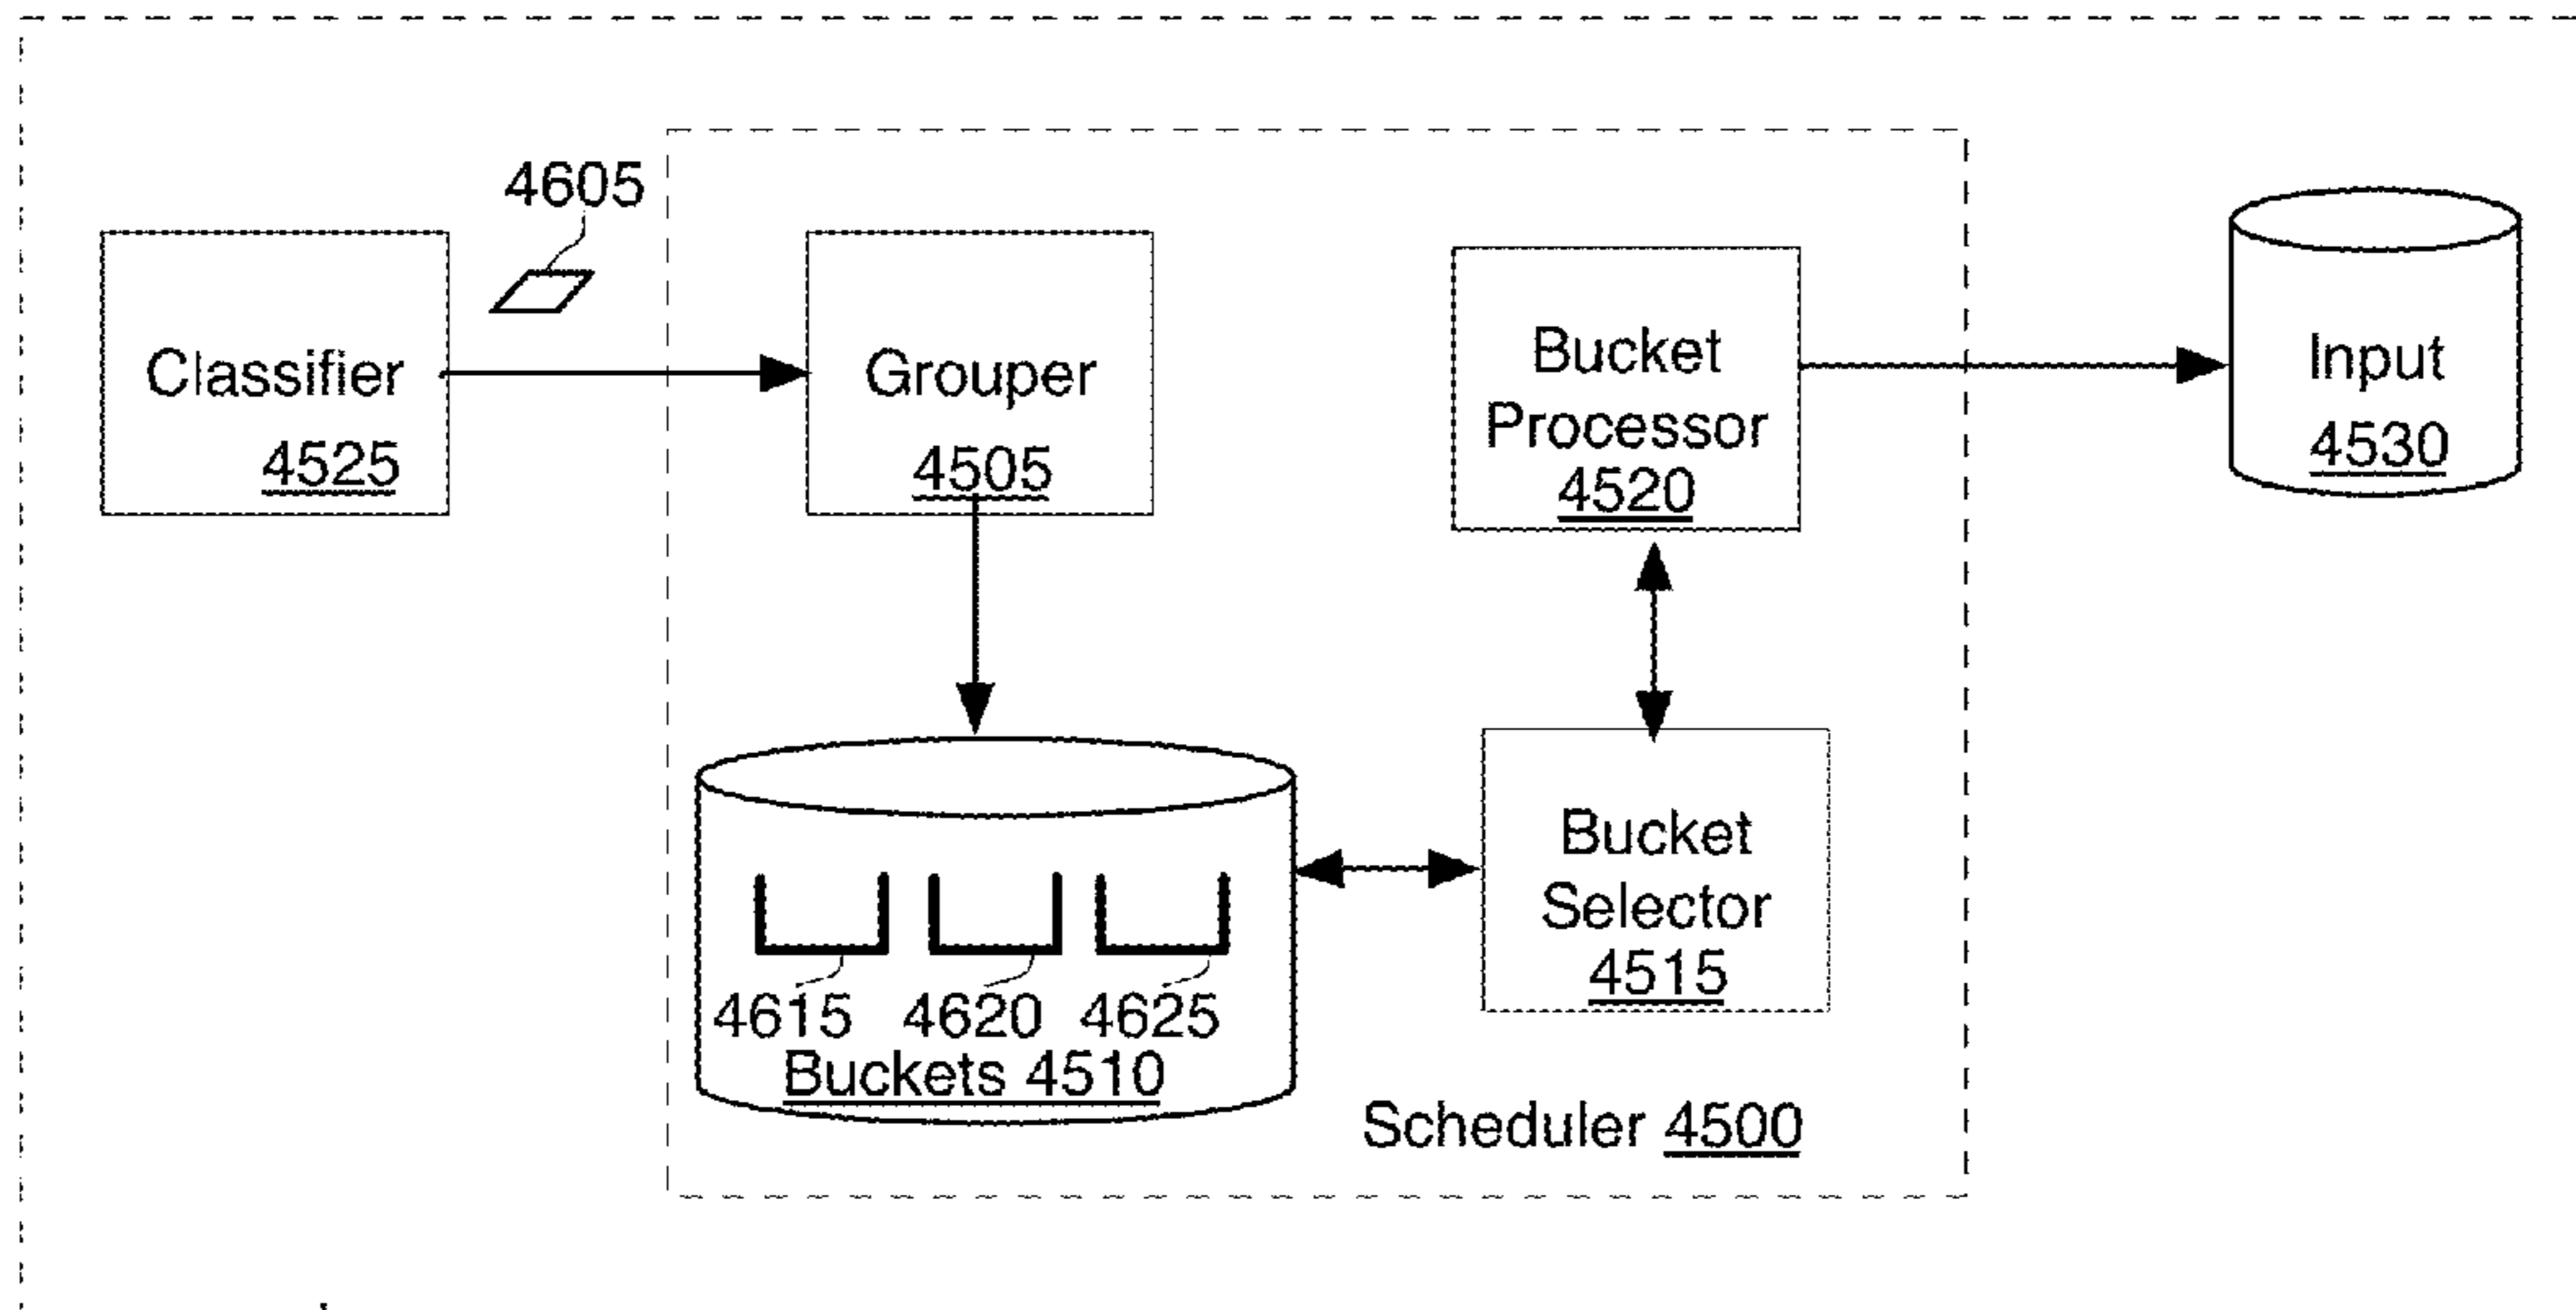 4605
Classifier
4525
Grouper
4505
Bucket
Processor
4520
Input
4530
Bucket
Selector
4515
4615 4620 4625
Buckets 4510
Scheduler 4500